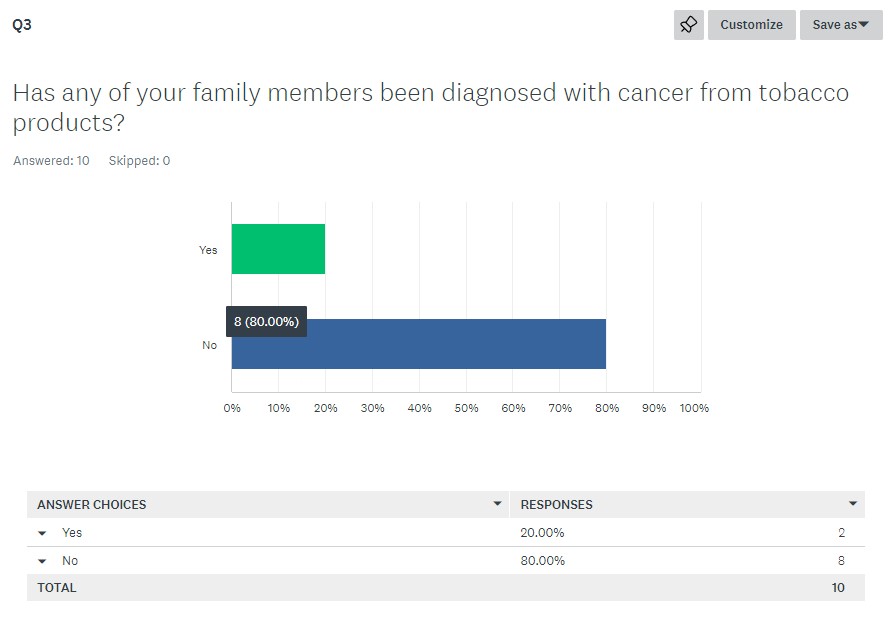 Q3
Customize
Save as
Has any of your family members been diagnosed with cancer from tobacco
products?
Answered: 10 Skipped: 0
Yes
8 (80.00%)
No
0% 10% 20% 30% 40% 50% 60% 70% 80% 90% 100%
ANSWER CHOICES RESPONSES
Yes 20.00% 2
No 80.00% 8
TOTAL 10